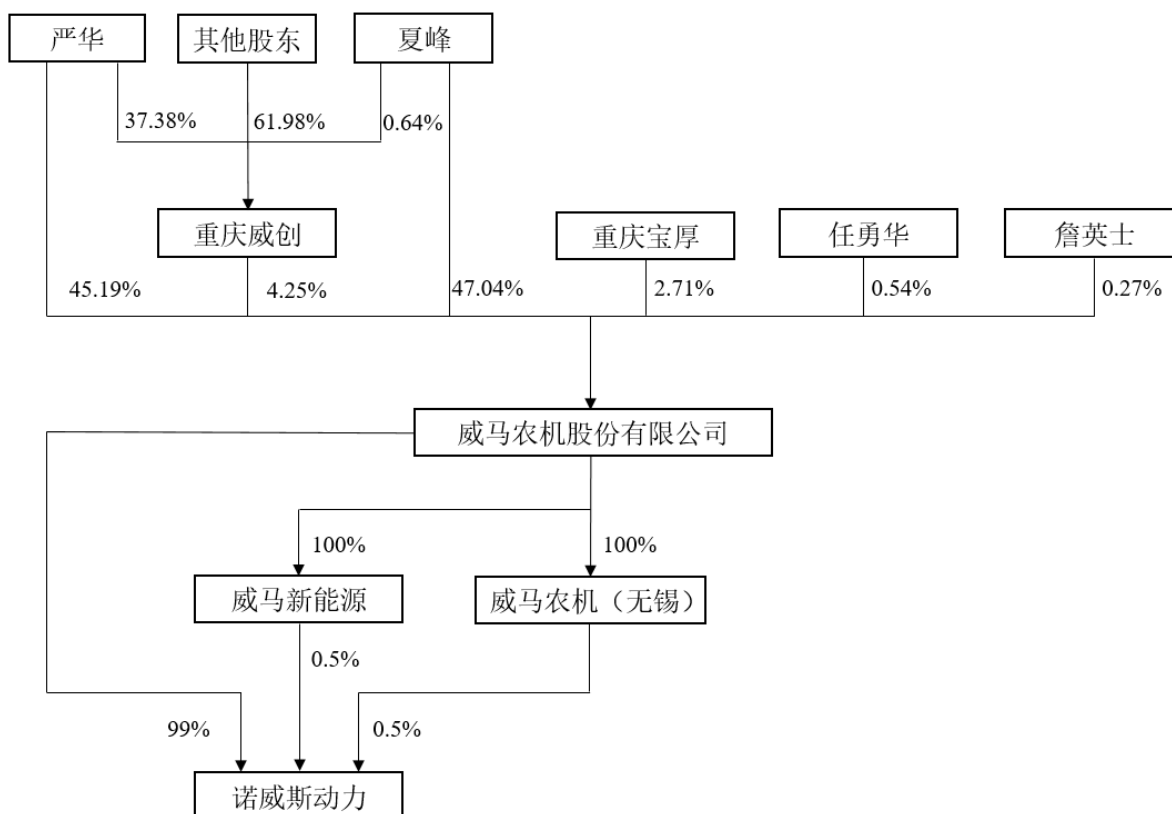 严华
其他股东
夏峰
37.38%
61.98%
0.64%
重庆威创
重庆宝厚
任勇华
詹英士
45.19%
4.25%
47.04%
2.71%
0.54%
0.27%
威马农机股份有限公司
100%
100%
威马新能源
威马农机（无锡）
0.5%
99%
0.5%
诺威斯动力